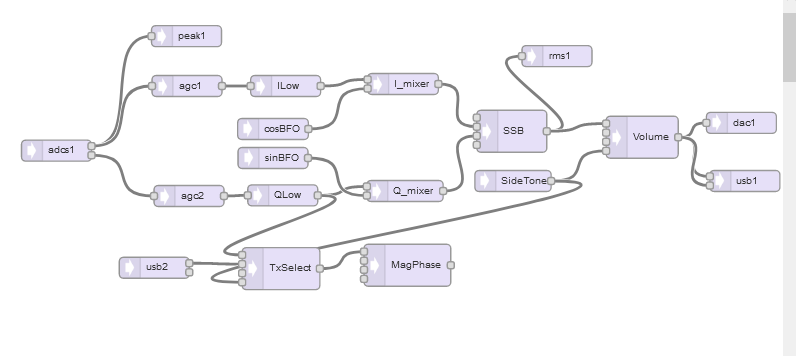 peak1
rms1
agc1
ILow
I_mixer
dac1
cosBFO
SSB
Volume
adcs1
sinBFO
SideTone
usb1
agc2
QLow
Q_mixer
usb2
TxSelect
MagPhase